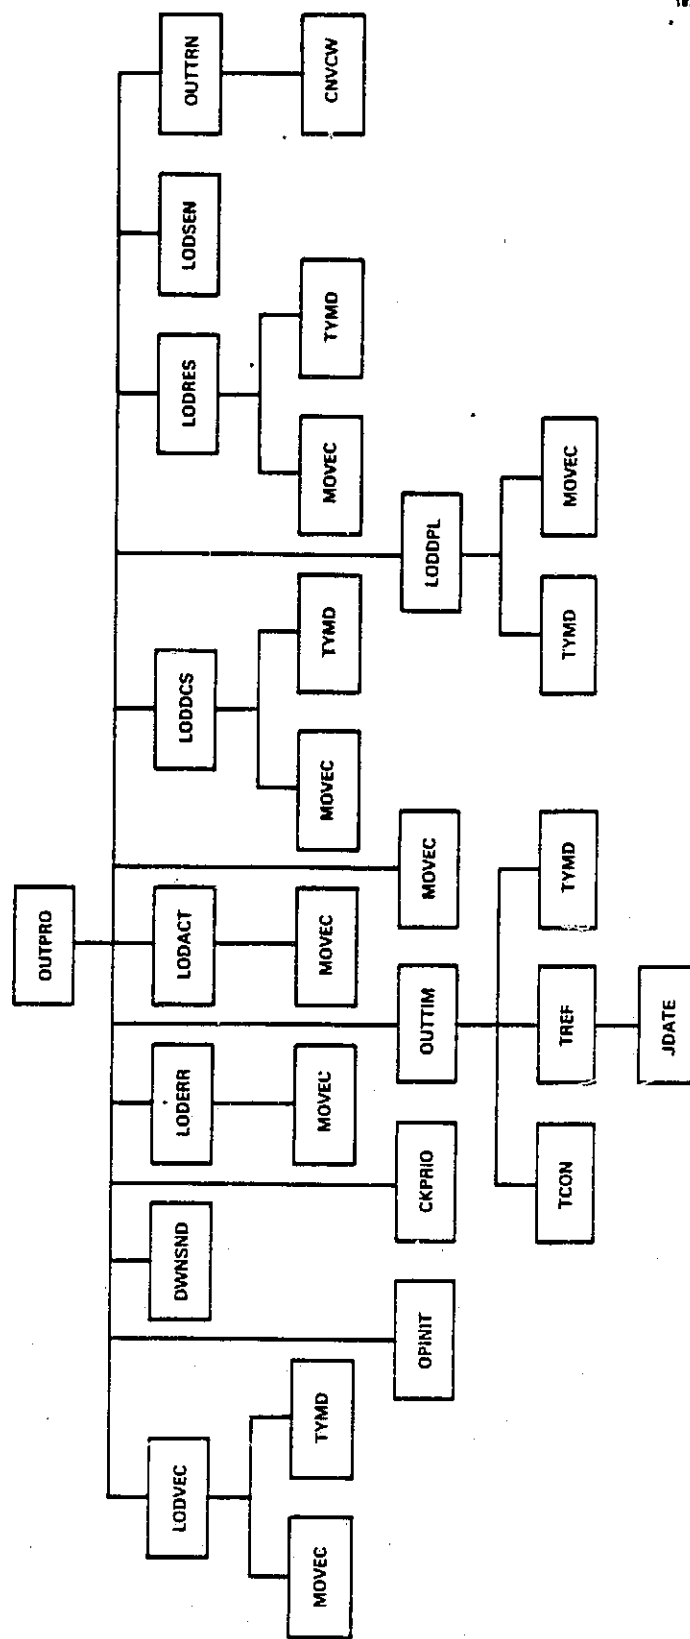 OUTPRO
LODVEC
DWNSND
LODERR
LODACT
LODDCS
LODRES
LODSEN
OUTTRN
MOVEC
TYMD
MOVEC
MOVEC
MOVEC
TYMD
MOVEC
TYMD
CNVCW
OPINIT
CKPRIO
OUTTIM
MOVEC
LODDPL
TCON
TREF
TYMD
TYMD
MOVEC
JDATE